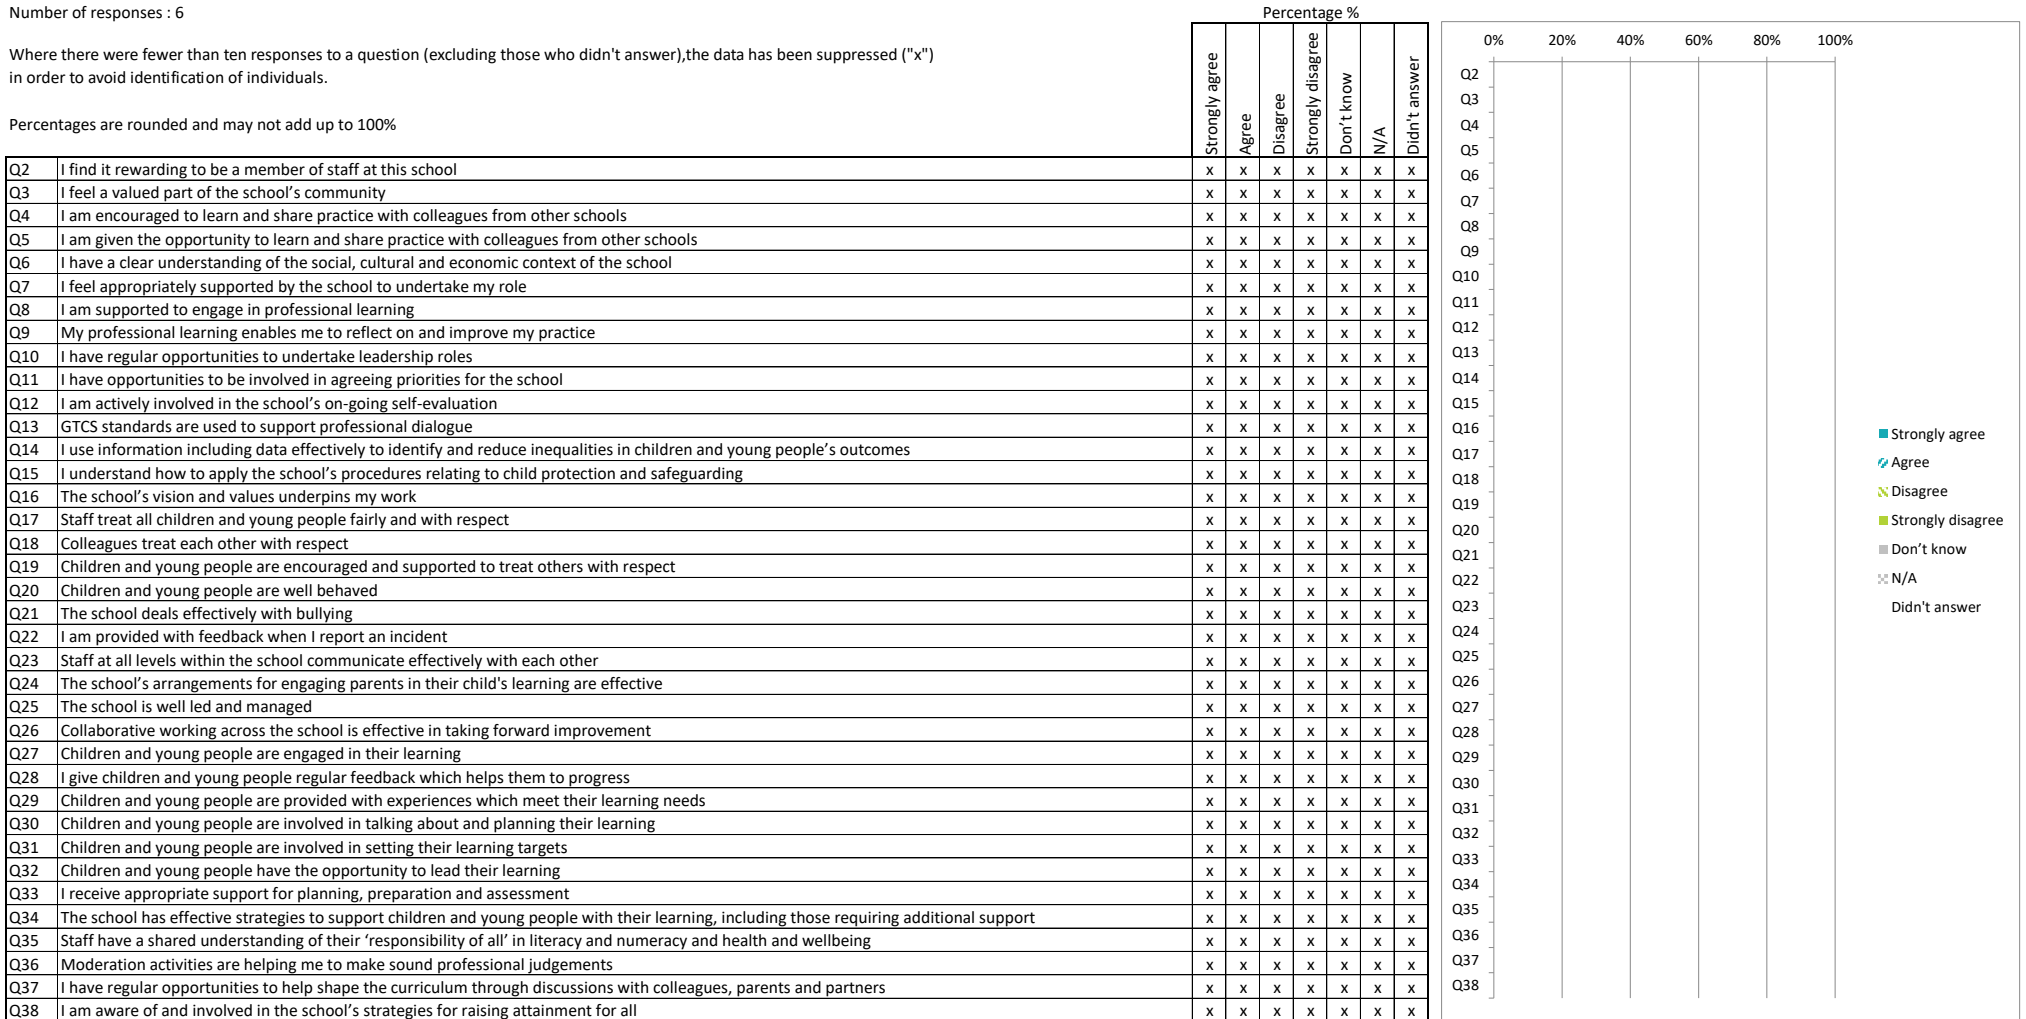 Number of responses : 6
Percentage %
Where there were fewer than ten responses to a question (excluding those who didn't answer),the data has been suppressed ("x")
in order to avoid identification of individuals.
Percentages are rounded and may not add up to 100%
Strongly agree
Agree
Disagree
Strongly disagree
Don't know
N/A
Didn't answer
Q2 I find it rewarding to be a member of staff at this school x x x x x x x
Q3 I feel a valued part of the school’s community x x x x x x x
Q4 I am encouraged to learn and share practice with colleagues from other schools x x x x x x x
Q5 I am given the opportunity to learn and share practice with colleagues from other schools x x x x x x x
Q6 I have a clear understanding of the social, cultural and economic context of the school x x x x x x x
Q7 I feel appropriately supported by the school to undertake my role x x x x x x x
Q8 I am supported to engage in professional learning x x x x x x x
Q9 My professional learning enables me to reflect on and improve my practice x x x x x x x
Q10 I have regular opportunities to undertake leadership roles x x x x x x x
Q11 I have opportunities to be involved in agreeing priorities for the school x x x x x x x
Q12 I am actively involved in the school’s on-going self-evaluation x x x x x x x
Q13 GTCS standards are used to support professional dialogue x x x x x x x
Q14 I use information including data effectively to identify and reduce inequalities in children and young people’s outcomes x x x x x x x
Q15 I understand how to apply the school’s procedures relating to child protection and safeguarding x x x x x x x
Q16 The school’s vision and values underpins my work x x x x x x x
Q17 Staff treat all children and young people fairly and with respect x x x x x x x
Q18 Colleagues treat each other with respect x x x x x x x
Q19 Children and young people are encouraged and supported to treat others with respect x x x x x x x
Q20 Children and young people are well behaved x x x x x x x
Q21 The school deals effectively with bullying x x x x x x x
Q22 I am provided with feedback when I report an incident x x x x x x x
Q23 Staff at all levels within the school communicate effectively with each other x x x x x x x
Q24 The school’s arrangements for engaging parents in their child's learning are effective x x x x x x x
Q25 The school is well led and managed x x x x x x x
Q26 Collaborative working across the school is effective in taking forward improvement x x x x x x x
Q27 Children and young people are engaged in their learning x x x x x x x
Q28 I give children and young people regular feedback which helps them to progress x x x x x x x
Q29 Children and young people are provided with experiences which meet their learning needs x x x x x x x
Q30 Children and young people are involved in talking about and planning their learning x x x x x x x
Q31 Children and young people are involved in setting their learning targets x x x x x x x
Q32 Children and young people have the opportunity to lead their learning x x x x x x x
Q33 I receive appropriate support for planning, preparation and assessment x x x x x x x
Q34 The school has effective strategies to support children and young people with their learning, including those requiring additional support x x x x x x x
Q35 Staff have a shared understanding of their ‘responsibility of all’ in literacy and numeracy and health and wellbeing x x x x x x x
Q36 Moderation activities are helping me to make sound professional judgements x x x x x x x
Q37 I have regular opportunities to help shape the curriculum through discussions with colleagues, parents and partners x x x x x x x
Q38 I am aware of and involved in the school’s strategies for raising attainment for all x x x x x x x
0% 20% 40% 60% 80% 100%
Q2
Q3
Q4
Q5
Q6
Q7
Q8
Q9
Q10
Q11
Q12
Q13
Q14
Q15
Q16
Q17
Q18
Q19
Q20
Q21
Q22
Q23
Q24
Q25
Q26
Q27
Q28
Q29
Q30
Q31
Q32
Q33
Q34
Q35
Q36
Q37
Q38
Strongly agree
Agree
Disagree
Strongly disagree
Don’t know
N/A
Didn't answer